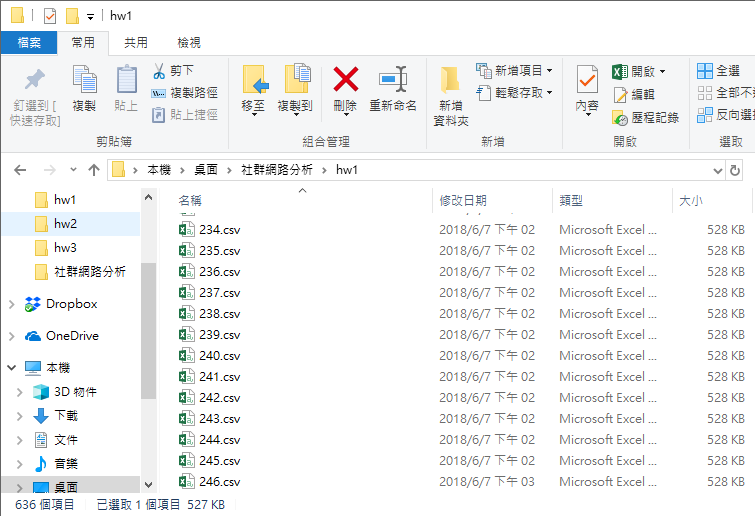 hw1
檔案 常用 共用 檢視
釘選到 [
快速存取]
複製
貼上
剪下
複製路徑
貼上捷徑
剪貼簿
移至
複製到
刪除
重新命名
組合管理
新增
資料夾
新增項目
輕鬆存取
新增
內容
開啟
編輯
歷程記錄
開啟
全選
全部不
反向選
選取
本機 > 桌面 > 社群網路分析 > hw1
hw1
hw2
hw3
社群網路分析
Dropbox
OneDrive
本機
3D 物件
下載
文件
音樂
桌面
名稱 修改日期 類型 大小
234.csv 2018/6/7 下午 02 Microsoft Excel ... 528 KB
235.csv 2018/6/7 下午 02 Microsoft Excel ... 528 KB
236.csv 2018/6/7 下午 02 Microsoft Excel ... 528 KB
237.csv 2018/6/7 下午 02 Microsoft Excel ... 528 KB
238.csv 2018/6/7 下午 02 Microsoft Excel ... 528 KB
239.csv 2018/6/7 下午 02 Microsoft Excel ... 528 KB
240.csv 2018/6/7 下午 02 Microsoft Excel ... 528 KB
241.csv 2018/6/7 下午 02 Microsoft Excel ... 528 KB
242.csv 2018/6/7 下午 02 Microsoft Excel ... 528 KB
243.csv 2018/6/7 下午 02 Microsoft Excel ... 528 KB
244.csv 2018/6/7 下午 02 Microsoft Excel ... 528 KB
245.csv 2018/6/7 下午 02 Microsoft Excel ... 528 KB
246.csv 2018/6/7 下午 03 Microsoft Excel ... 528 KB
636 個項目 已選取 1 個項目 527 KB